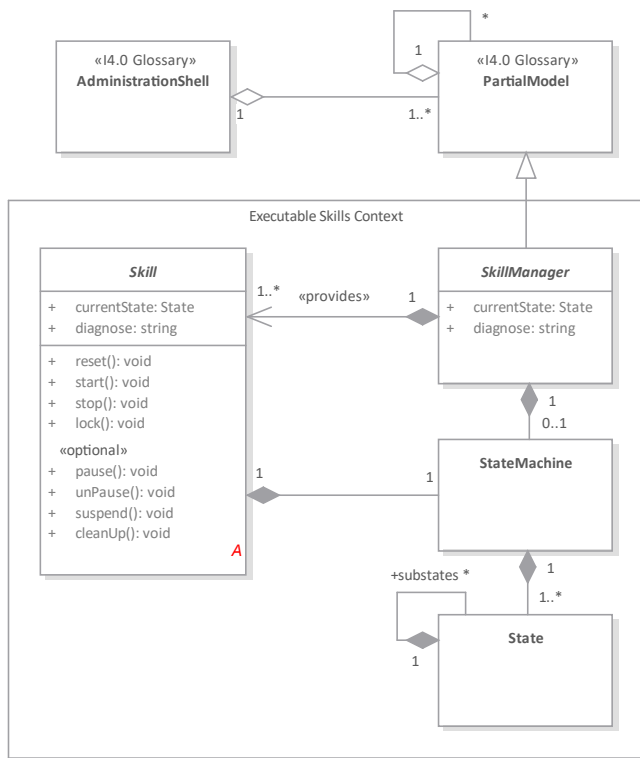 *
«I4.0 Glossary»
AdministrationShell
1
«I4.0 Glossary»
PartialModel
1
1..*
Executable Skills Context
Skill
+ currentState: State
+ diagnose: string
+ reset(): void
+ start(): void
+ stop(): void
+ lock(): void
«optional»
+ pause(): void
+ unPause(): void
+ suspend(): void
+ cleanUp(): void
A
1..*
«provides»
1
SkillManager
+ currentState: State
+ diagnose: string
1
0..1
StateMachine
1
1
1
1..*
+substates *
1
State